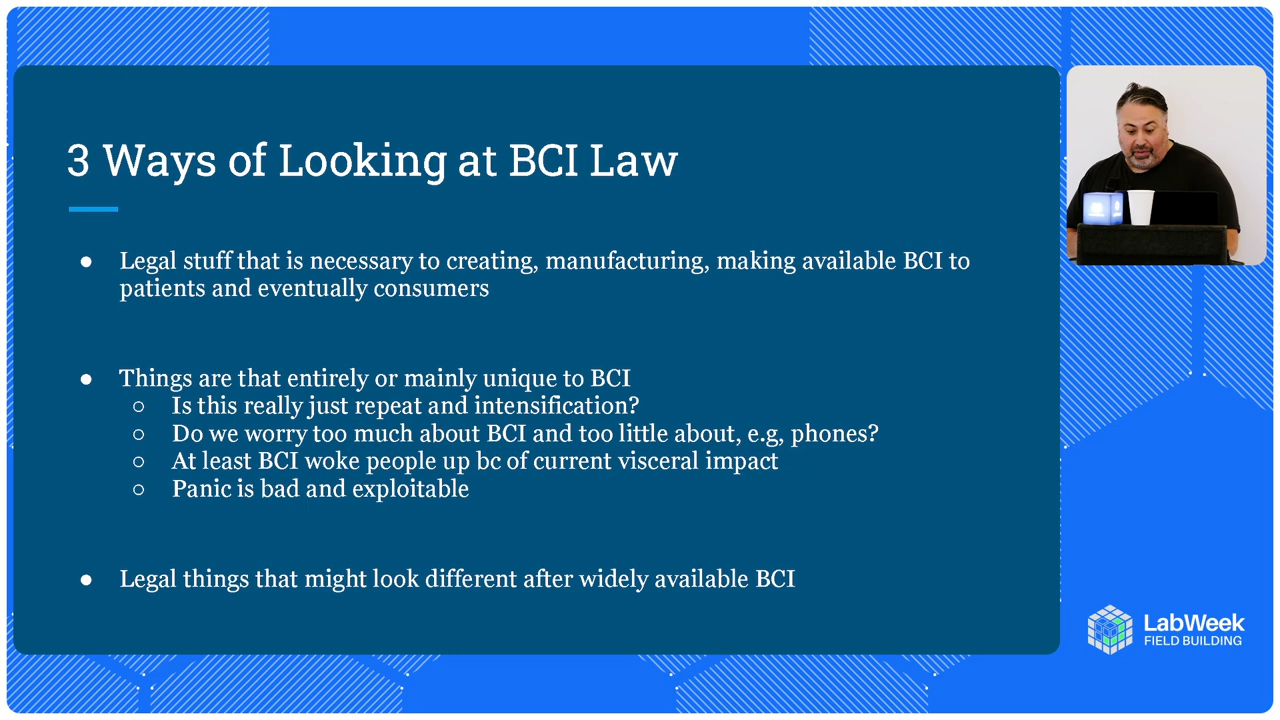 3 Ways of Looking at BCI Law
● Legal stuff that is necessary to creating, manufacturing, making available BCI to
patients and eventually consumers
● Things are that entirely or mainly unique to BCI
○ Is this really just repeat and intensification?
○ Do we worry too much about BCI and too little about, e.g, phones?
○ At least BCI woke people up bc of current visceral impact
○ Panic is bad and exploitable
● Legal things that might look different after widely available BCI
LabWeek
FIELD BUILDING